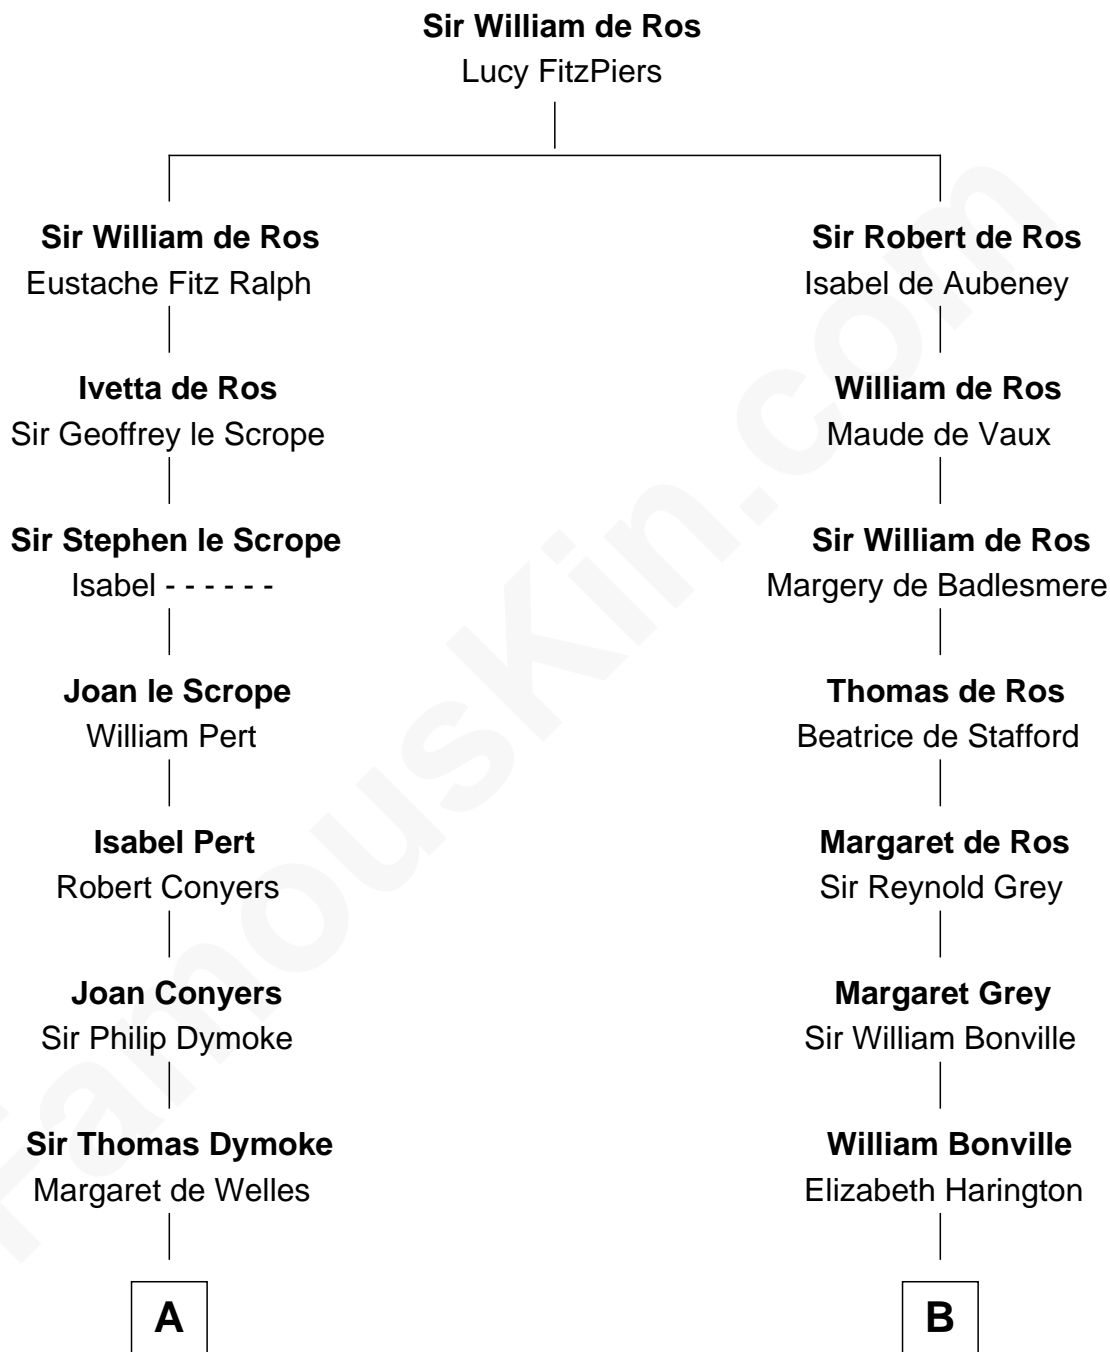 Sir William de Ros
Lucy FitzPiers
Sir William de Ros
Eustache Fitz Ralph
Sir Robert de Ros
Isabel de Aubeney
Ivetta de Ros
Sir Geoffrey le Scrope
William de Ros
Maude de Vaux
Sir Stephen le Scrope
Isabel - - - - - -
Sir William de Ros
Margery de Badlesmere
Joan le Scrope
William Pert
Thomas de Ros
Beatrice de Stafford
Isabel Pert
Robert Conyers
Margaret de Ros
Sir Reynold Grey
Joan Conyers
Sir Philip Dymoke
Margaret Grey
Sir William Bonville
Sir Thomas Dymoke
Margaret de Welles
William Bonville
Elizabeth Harington
A
B
FamousKin.com